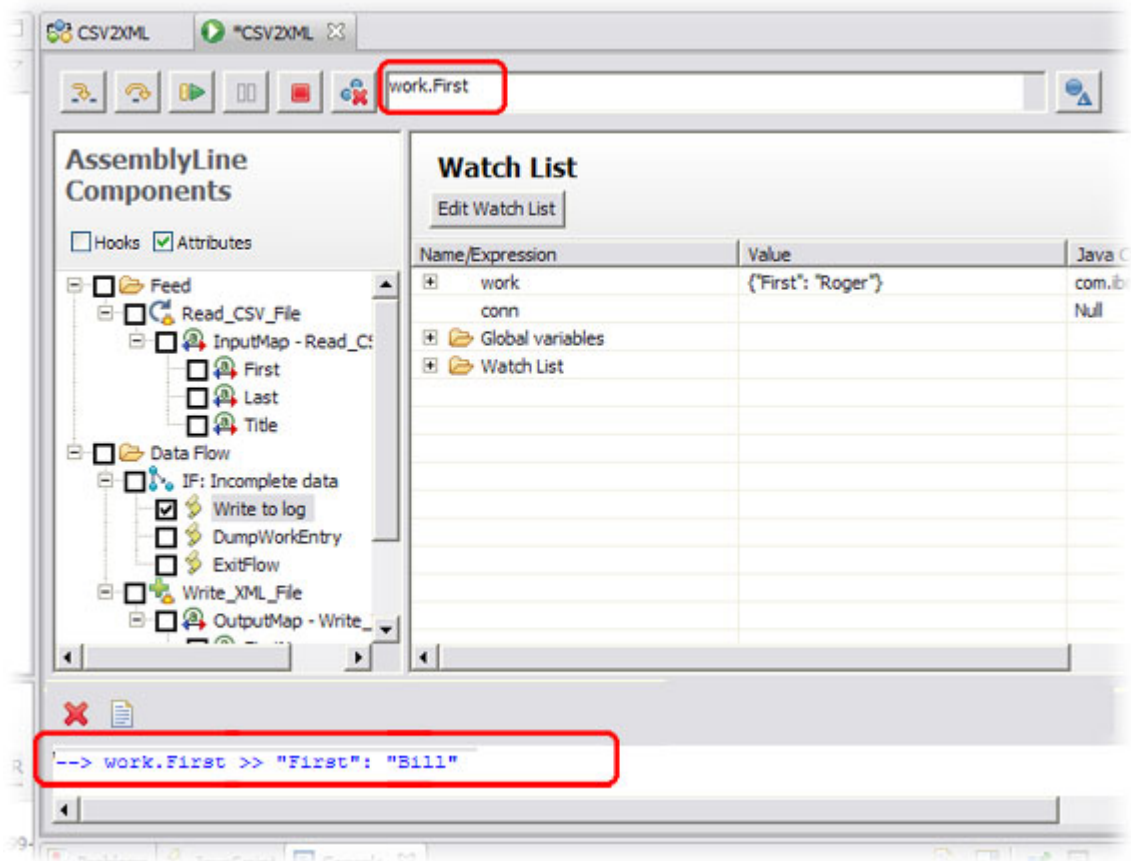 CSV2XML *CSV2XML
work.First
AssemblyLine
Components
Hooks Attributes
Feed
Read_CSV_File
InputMap - Read_CS
First
Last
Title
Data Flow
IF: Incomplete data
Write to log
DumpWorkEntry
ExitFlow
Write_XML_File
OutputMap - Write_
Watch List
Edit Watch List
Name/Expression Value Java C
work {"First": "Roger"} com.ib
conn Null
Global variables
Watch List
--> work.First >> "First": "Bill"
Console